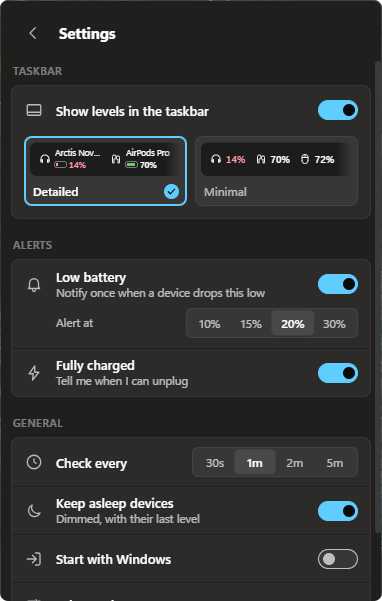 Settings
TASKBAR
Show levels in the taskbar
Arctis Nov... AirPods Pro
14% 70%
Detailed
14% 70% 72%
Minimal
ALERTS
Low battery
Notify once when a device drops this low
Alert at 10% 15% 20% 30%
Fully charged
Tell me when I can unplug
GENERAL
Check every 30s 1m 2m 5m
Keep asleep devices
Dimmed, with their last level
Start with Windows